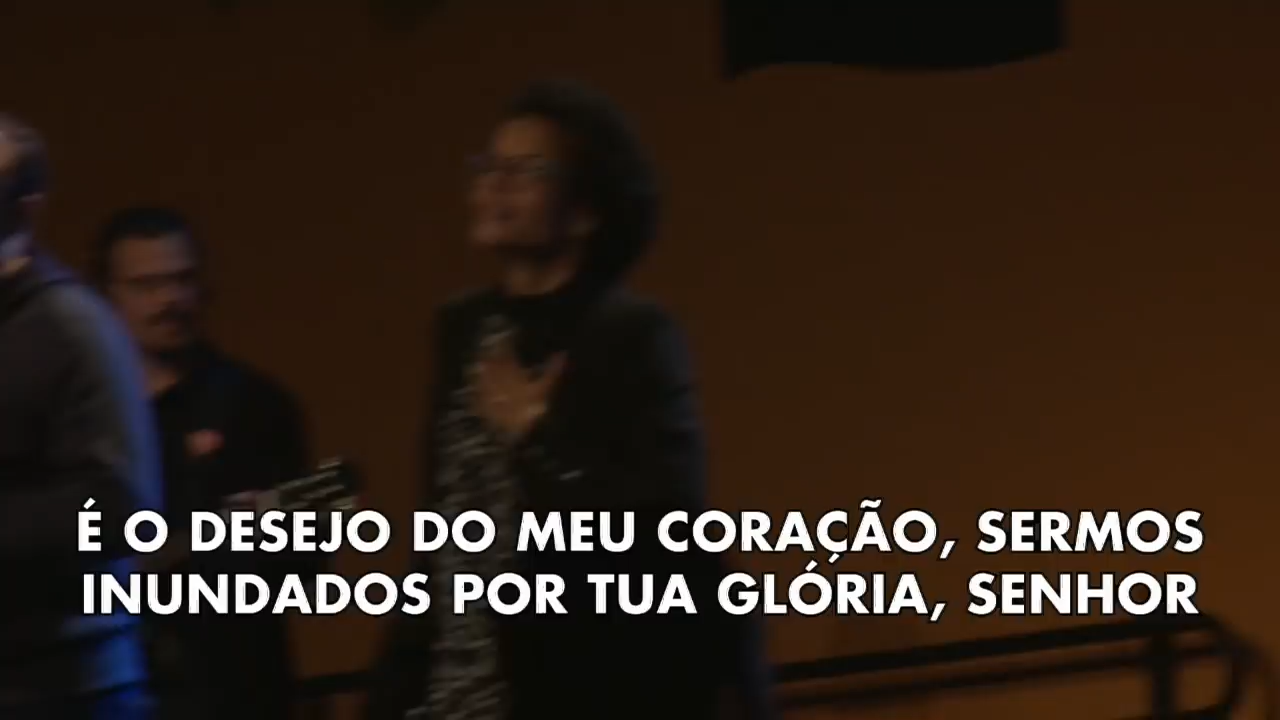 É O DESEJO DO MEU CORAÇÃO, SERMOS
INUNDADOS POR TUA GLÓRIA, SENHOR